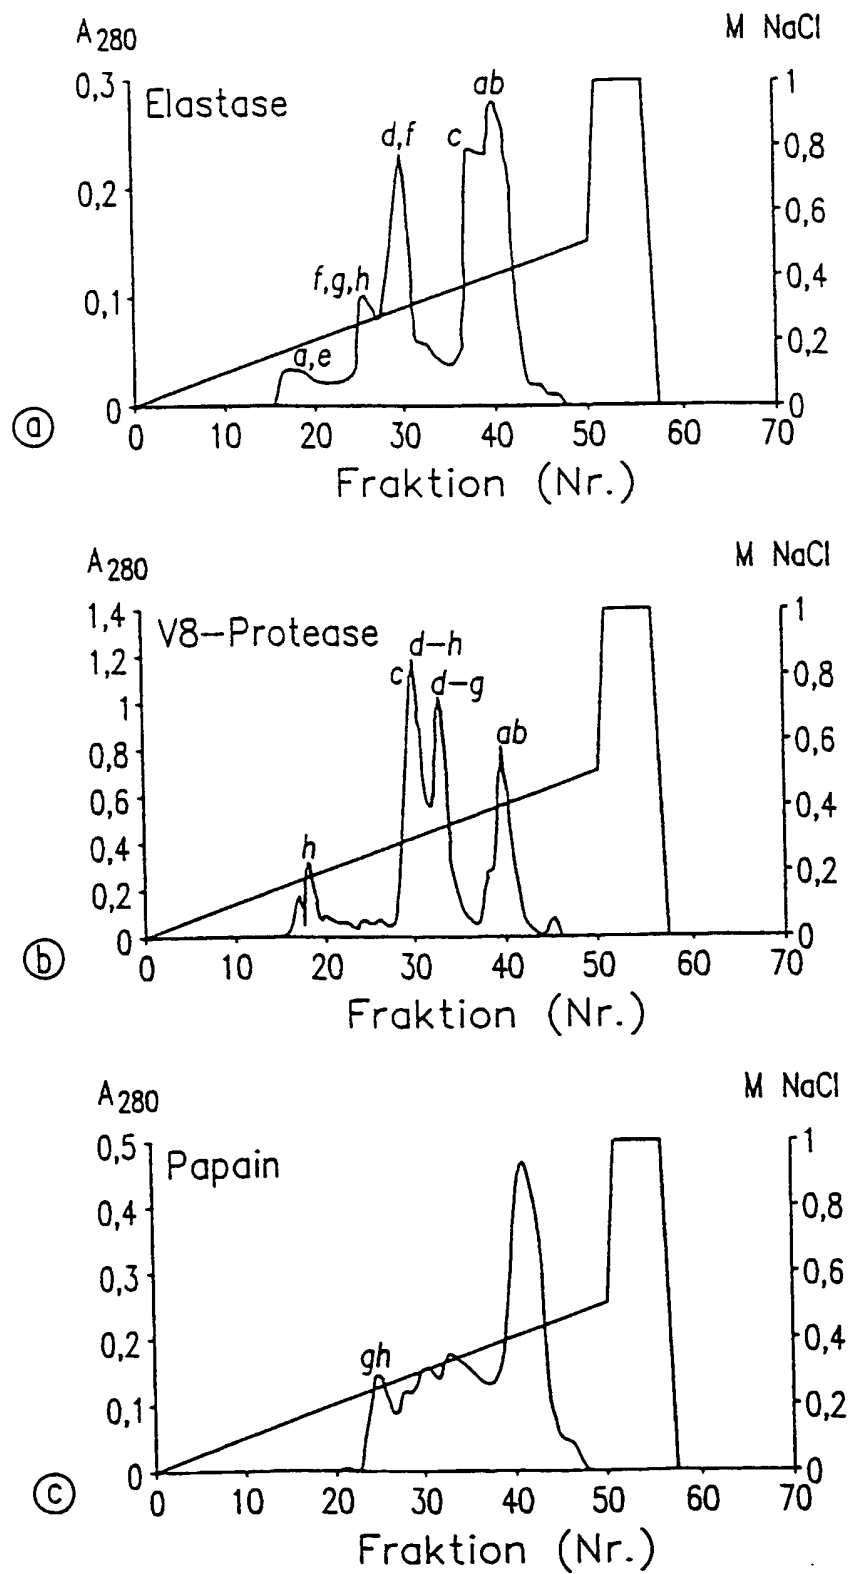 A280 M NaCl
0,3 1
Elastase ab
d,f c 0,8
0,2 0,6
f,g,h 0,4
0,1
a,e 0,2
0 0
ⓐ 0 10 20 30 40 50 60 70
Fraktion (Nr.)
A280 M NaCl
1,4 1
V8-Protease d-h
1,2 c d-g 0,8
1
ab 0,6
0,8
0,6 0,4
0,4 h
0,2 0,2
0 0
ⓑ 0 10 20 30 40 50 60 70
Fraktion (Nr.)
A280 M NaCl
0,5 1
Papain
0,4 0,8
0,3 0,6
0,2 gh 0,4
0,1 0,2
0 0
ⓒ 0 10 20 30 40 50 60 70
Fraktion (Nr.)